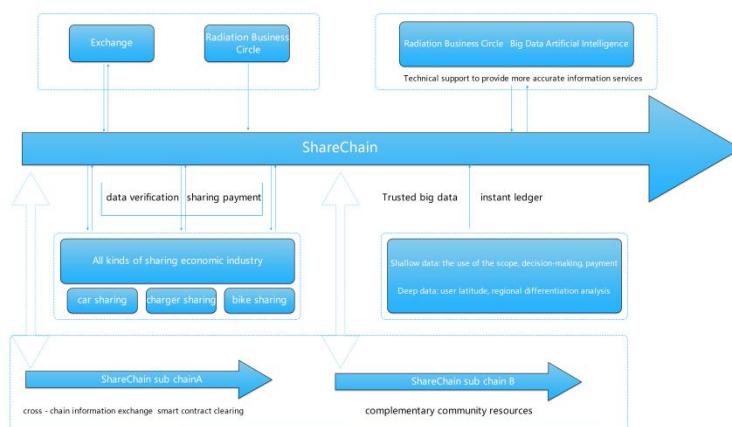 Exchange
Radiation Business
Circle
Radiation Business Circle Big Data Artificial Intelligence
Technical support to provide more accurate information services
ShareChain
data verification sharing payment
Trusted big data instant ledger
All kinds of sharing economic industry
car sharing
charger sharing
bike sharing
Shallow data: the use of the scope, decision-making, payment
Deep data: user latitude, regional differentiation analysis
ShareChain sub chainA
cross - chain information exchange smart contract clearing
ShareChain sub chain B
complementary community resources